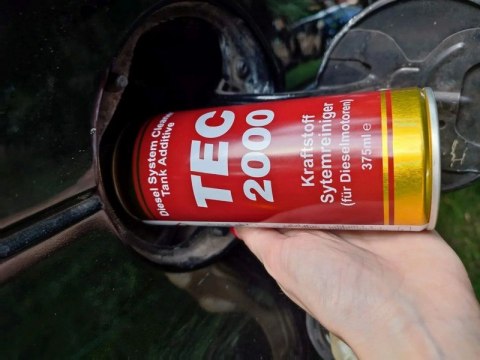 Diesel System Cleaner
Tank Additive
TEC
2000
Kraftstoff
Sytemreiniger
(für Dieselmotoren)
375ml e